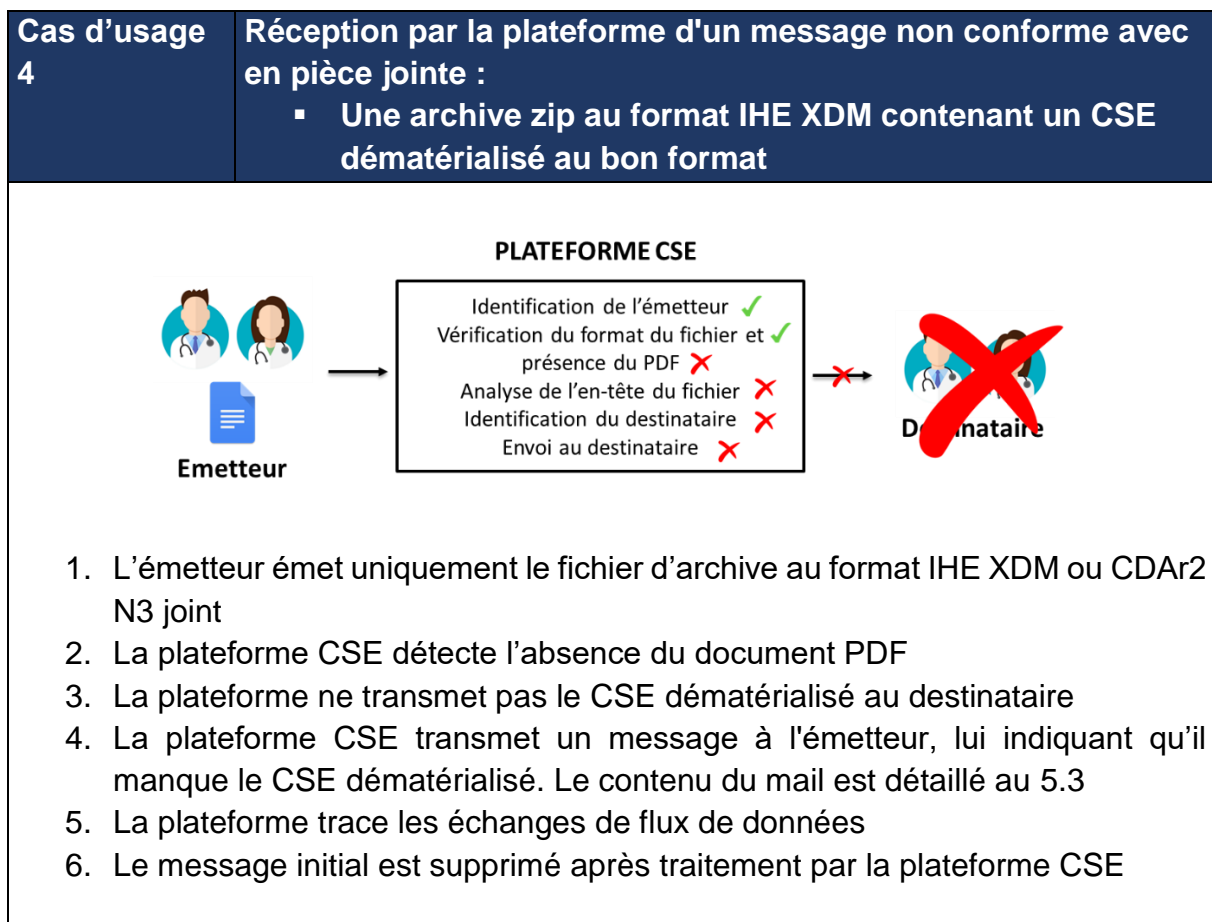 Cas d’usage
4
Réception par la plateforme d'un message non conforme avec
en pièce jointe :
▪ Une archive zip au format IHE XDM contenant un CSE
dématérialisé au bon format
PLATEFORME CSE
Identification de l’émetteur ✓
Vérification du format du fichier et ✓
présence du PDF ✗
Analyse de l’en-tête du fichier ✗
Identification du destinataire ✗
Envoi au destinataire ✗
Emetteur
1. L’émetteur émet uniquement le fichier d’archive au format IHE XDM ou CDAr2
N3 joint
2. La plateforme CSE détecte l’absence du document PDF
3. La plateforme ne transmet pas le CSE dématérialisé au destinataire
4. La plateforme CSE transmet un message à l'émetteur, lui indiquant qu’il
manque le CSE dématérialisé. Le contenu du mail est détaillé au 5.3
5. La plateforme trace les échanges de flux de données
6. Le message initial est supprimé après traitement par la plateforme CSE